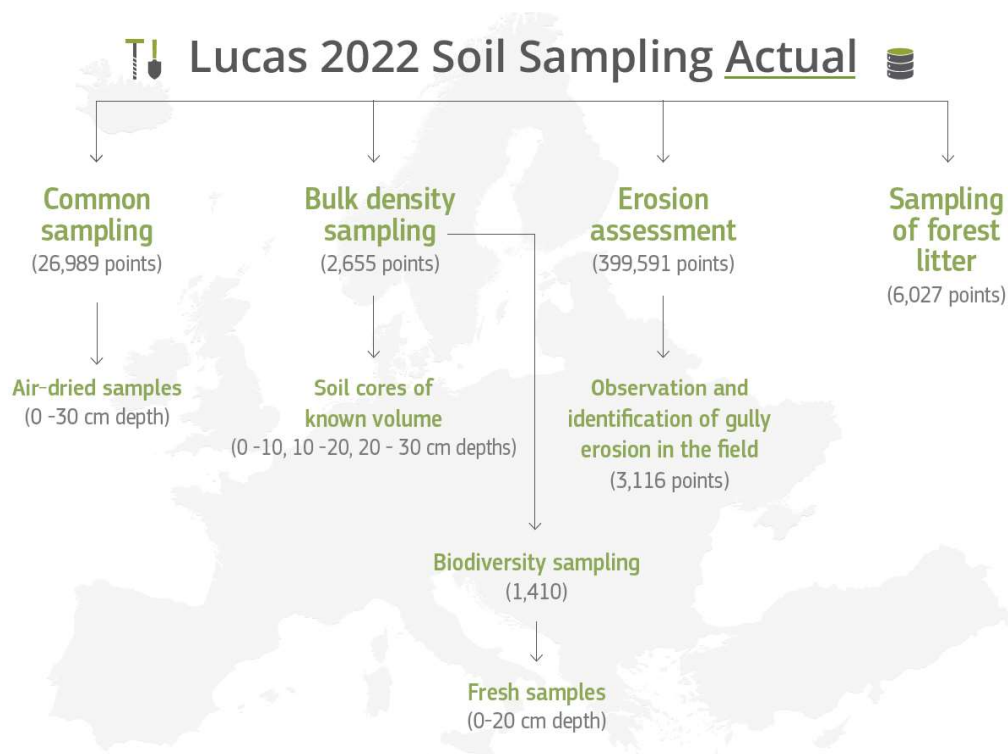 Lucas 2022 Soil Sampling Actual
Common
sampling
(26,989 points)
Bulk density
sampling
(2,655 points)
Erosion
assessment
(399,591 points)
Sampling
of forest
litter
(6,027 points)
Air-dried samples
(0 -30 cm depth)
Soil cores of
known volume
(0 -10, 10 -20, 20 - 30 cm depths)
Observation and
identification of gully
erosion in the field
(3,116 points)
Biodiversity sampling
(1,410)
Fresh samples
(0-20 cm depth)